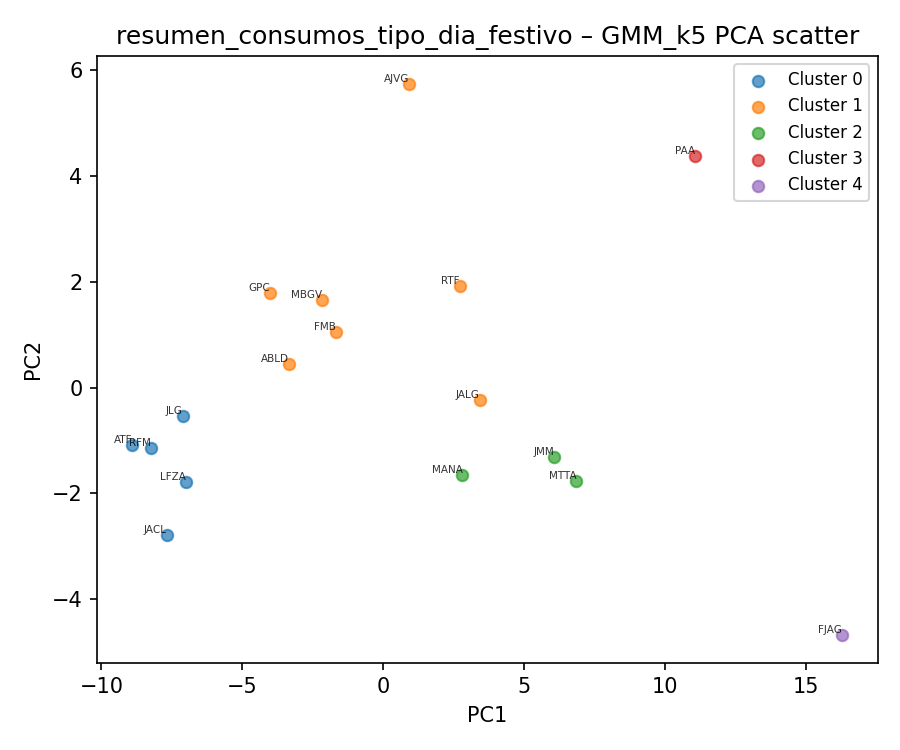 resumen_consumos_tipo_dia_festivo – GMM_k5 PCA scatter
Cluster 0
Cluster 1
Cluster 2
Cluster 3
Cluster 4
AJVG
PAA
GPC
MBGV
RTF
FMB
ABLD
JALG
JLG
RFM
LFZA
JACL
MANA
JMM
MTTA
FJAG
6
4
2
0
−2
−4
PC2
−10
−5
0
5
10
15
PC1